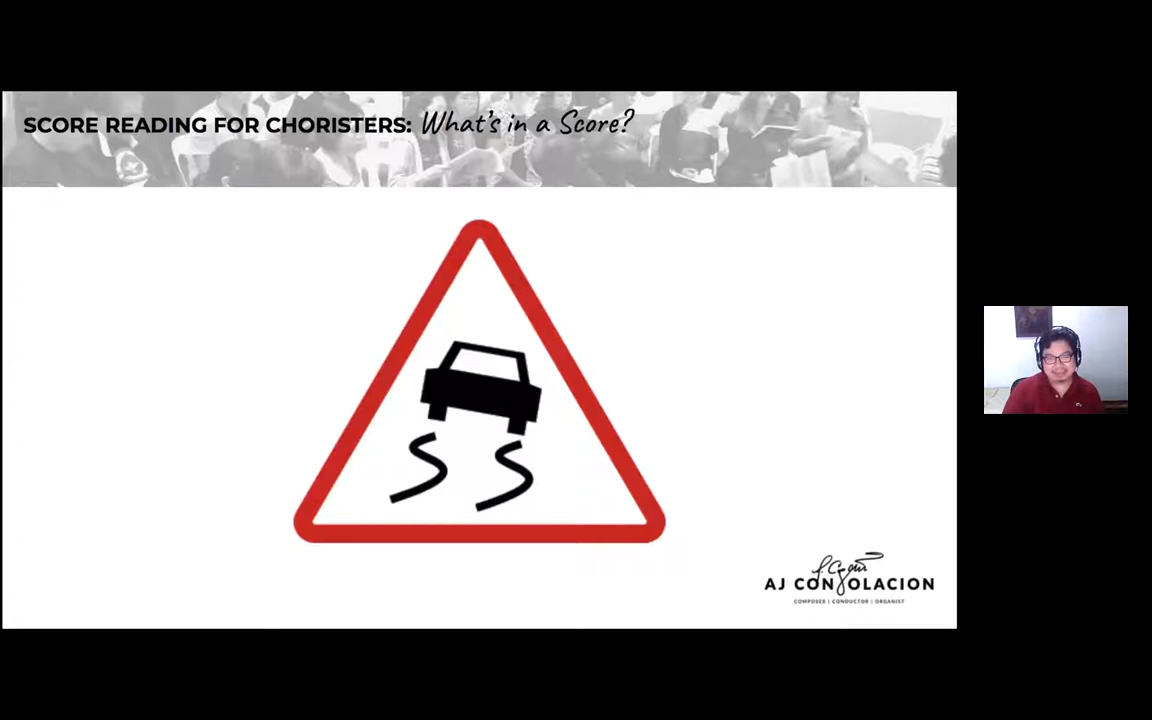 SCORE READING FOR CHORISTERS: What's in a Score?
AJ CONSOLACION
COMPOSER | CONDUCTOR | ORGANIST